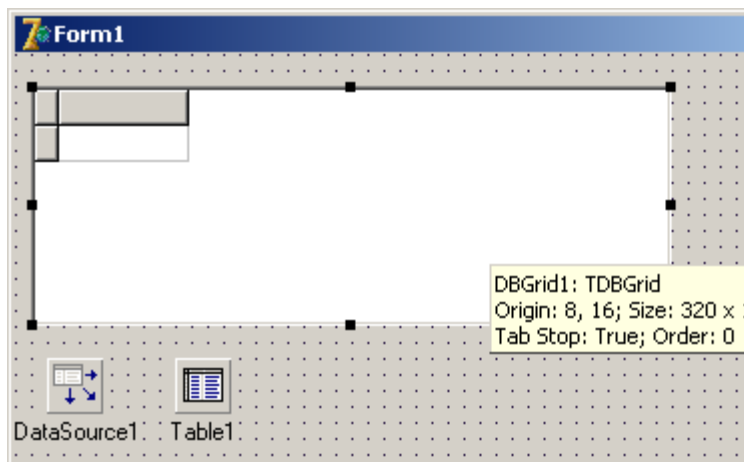 Form1
DBGrid1: TDBGrid
Origin: 8, 16; Size: 320 x
Tab Stop: True; Order: 0
DataSource1
Table1